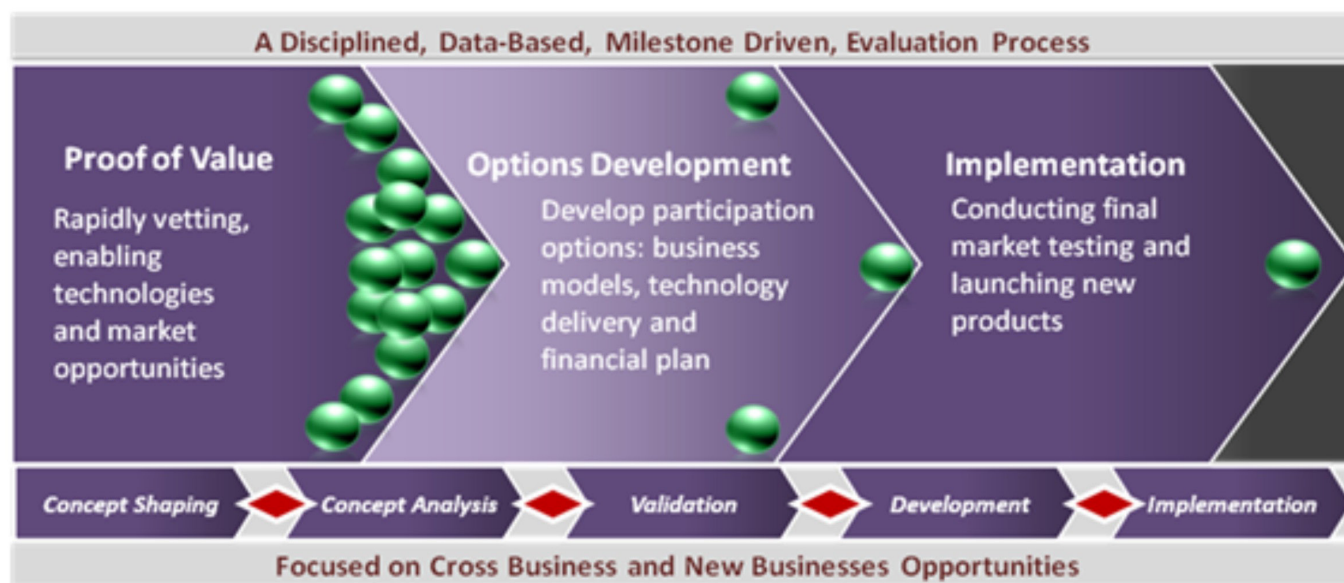 A Disciplined, Data-Based, Milestone Driven, Evaluation Process
Proof of Value
Rapidly vetting,
enabling
technologies
and market
opportunities
Options Development
Develop participation
options: business
models, technology
delivery and
financial plan
Implementation
Conducting final
market testing and
launching new
products
Concept Shaping
Concept Analysis
Validation
Development
Implementation
Focused on Cross Business and New Businesses Opportunities